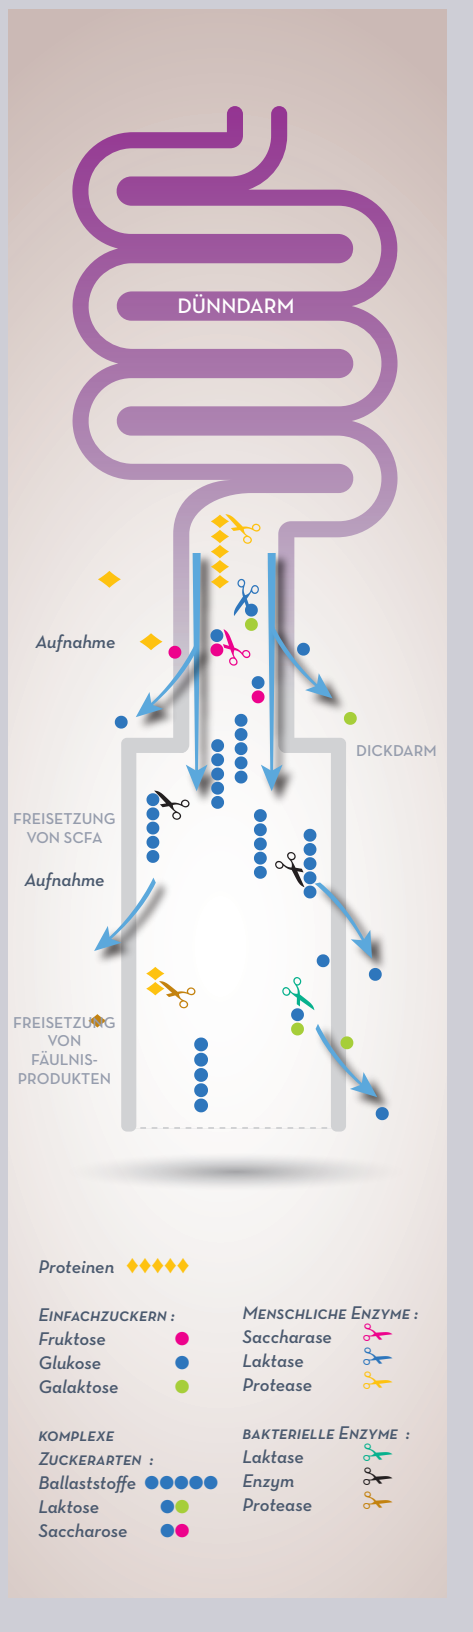 DÜNNDARM
Aufnahme
DICKDARM
FREISETZUNG
VON SCFA
Aufnahme
FREISETZUNG
VON
FÄULNIS-
PRODUKTEN
Proteinen
EINFACHZUCKERN :
Fruktose
Glukose
Galaktose
KOMPLEXE
ZUCKERARTEN :
Ballaststoffe
Laktose
Saccharose
MENSCHLICHE ENZYME :
Saccharase
Laktase
Protease
BAKTERIELLE ENZYME :
Laktase
Enzym
Protease